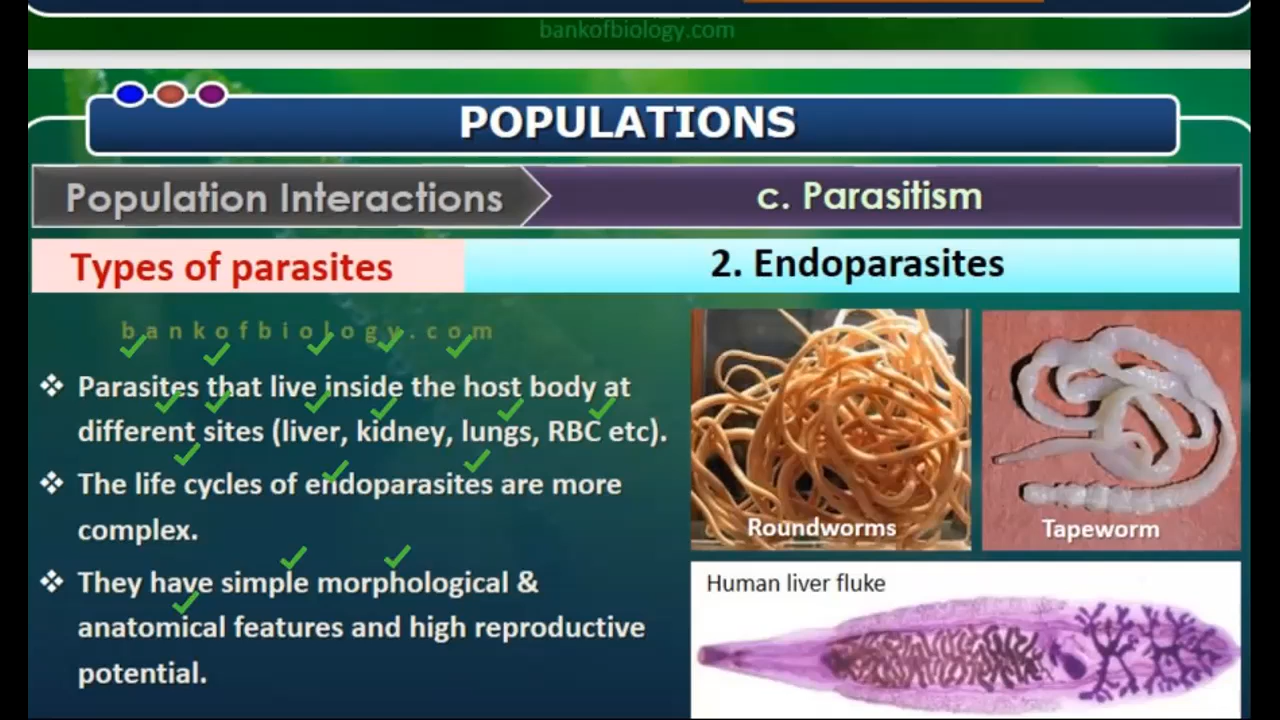 bankofbiology.com
POPULATIONS
Population Interactions
c. Parasitism
Types of parasites
2. Endoparasites
bankofbiology.com
❖ Parasites that live inside the host body at
different sites (liver, kidney, lungs, RBC etc).
❖ The life cycles of endoparasites are more
complex.
❖ They have simple morphological &
anatomical features and high reproductive
potential.
Roundworms
Tapeworm
Human liver fluke